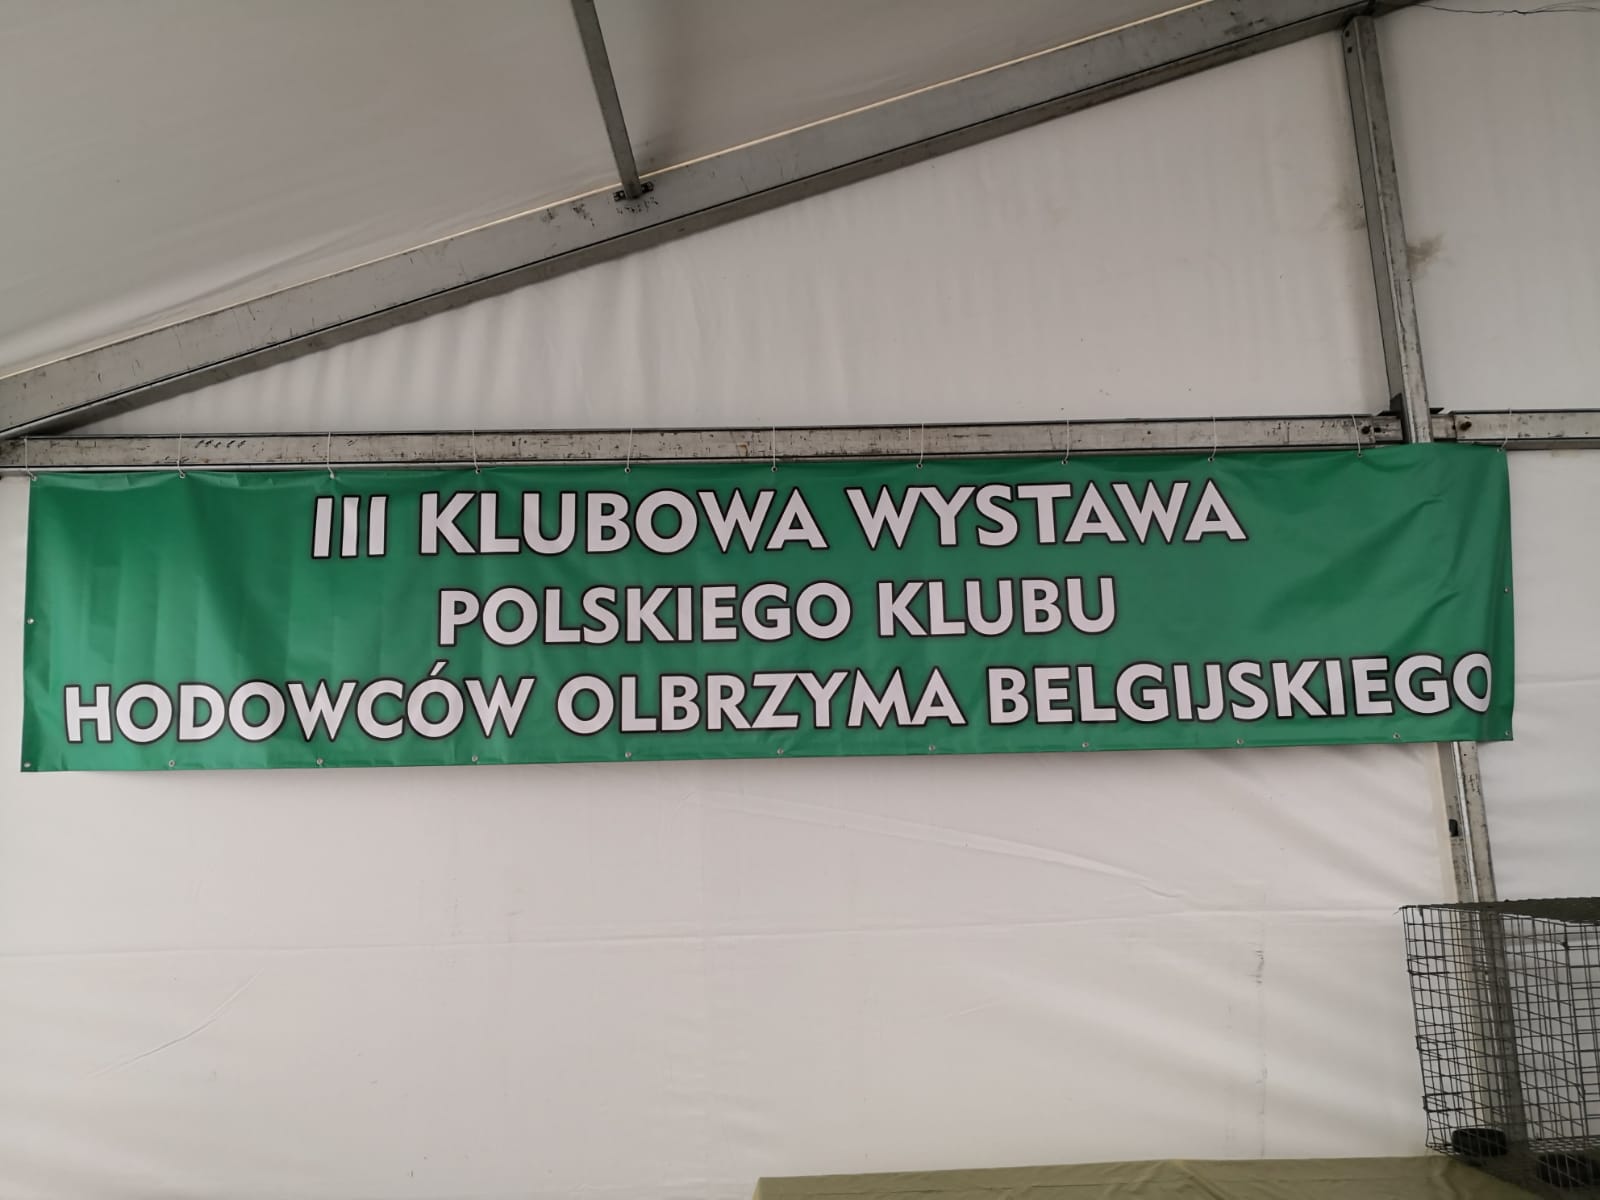 III KLUBOWA WYSTAWA
POLSKIEGO KLUBU
HODOWCÓW OLBRZYMA BELGIJSKIEGO